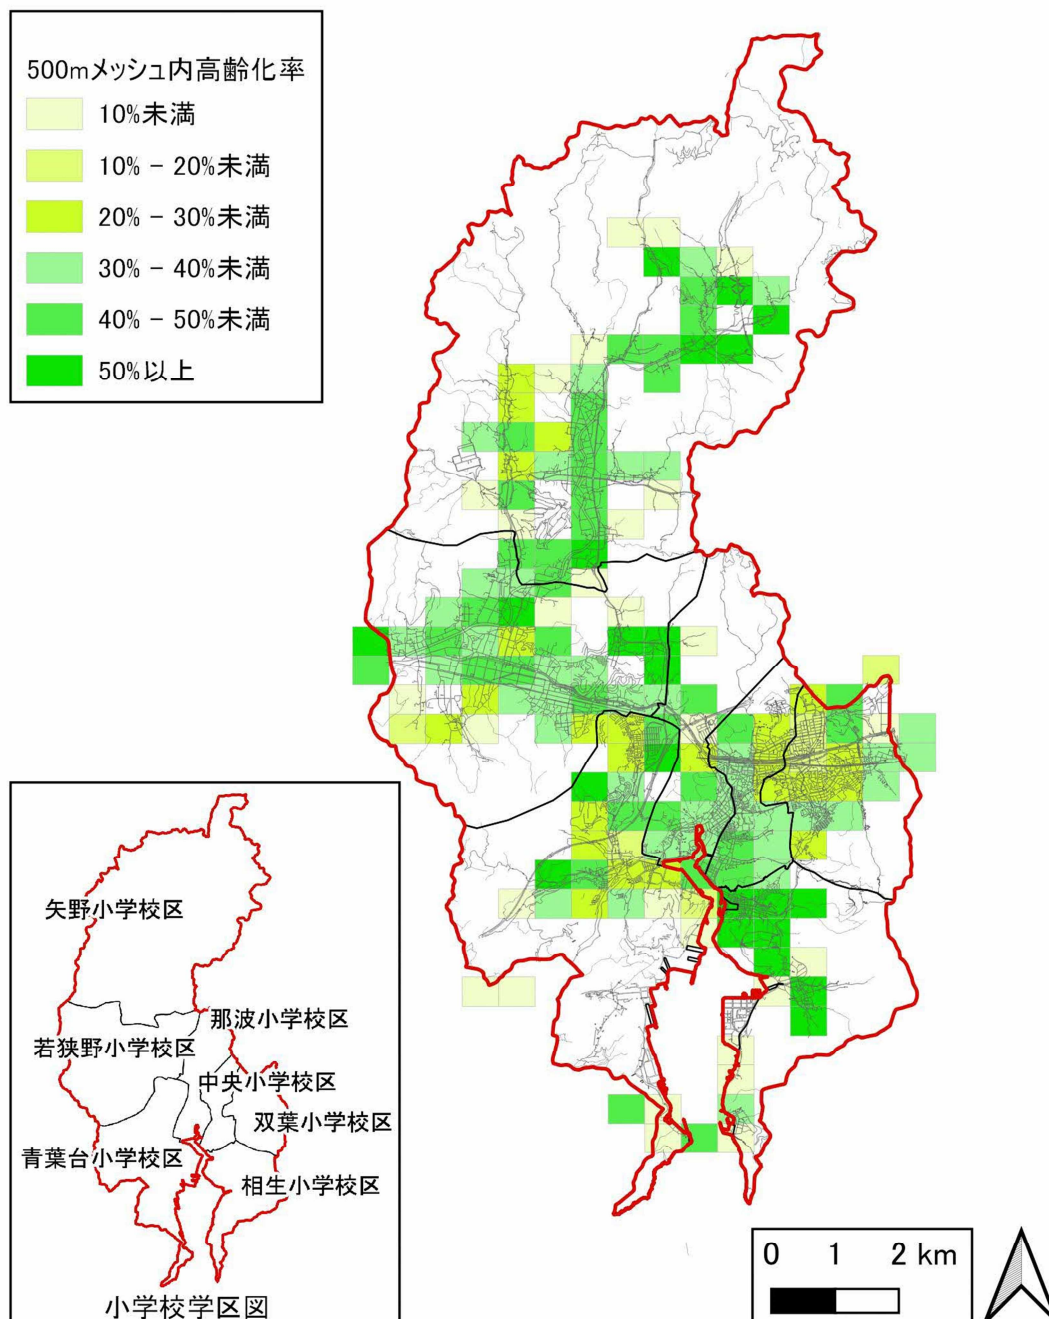 500mメッシュ内高齢化率
10%未満
10% - 20%未満
20% - 30%未満
30% - 40%未満
40% - 50%未満
50%以上
矢野小学校区
那波小学校区
若狭野小学校区
中央小学校区
双葉小学校区
青葉台小学校区
相生小学校区
小学校学区図
0 1 2 km